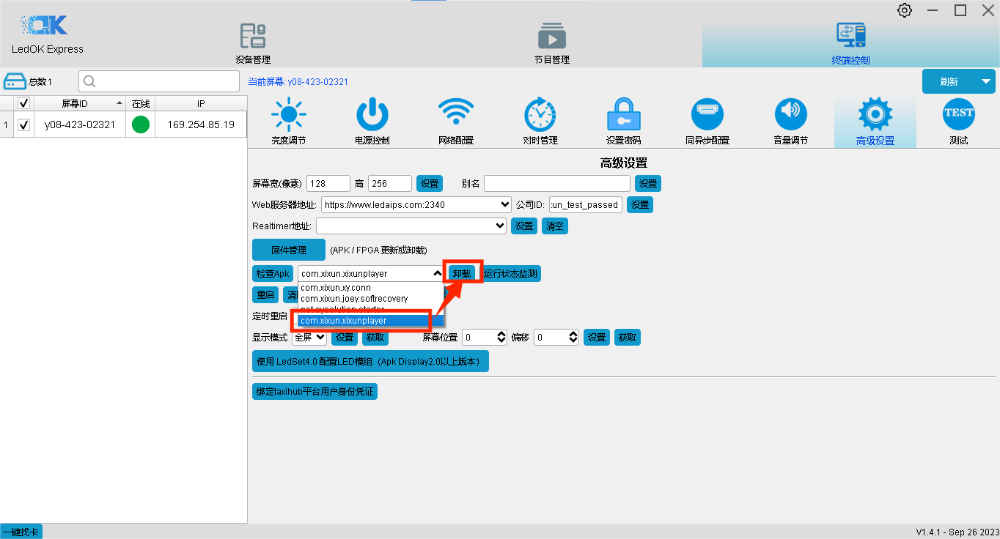 LedOK Express
设备管理
节目管理
终端控制
总数1
当前屏幕: y08-423-02321
刷新
屏幕ID 在线 IP
1 y08-423-02321 169.254.85.19
亮度调节 电源控制 网络配置 对时管理 设置密码 同异步配置 音量调节 高级设置 TEST 测试
高级设置
屏幕宽(像素) 128 高 256 设置 别名 设置
Web服务器地址: https://www.ledaips.com:2340 公司ID: :un_test_passed 设置
Realtimer地址: 设置 清空
固件管理 (APK / FPGA 更新或卸载)
检查Apk com.xixun.xixunplayer 卸载 运行状态监测
com.xixun.xy.conn
重启 清 com.xixun.joey.softrecovery
net.sysolution.starter
定时重启 com.xixun.xixunplayer
显示模式 全屏 设置 获取 屏幕位置 0 偏移 0 设置 获取
使用 LedSet4.0 配置LED模组（Apk Display2.0以上版本）
绑定taxihub平台用户身份凭证
一键找卡
V1.4.1 - Sep 26 2023